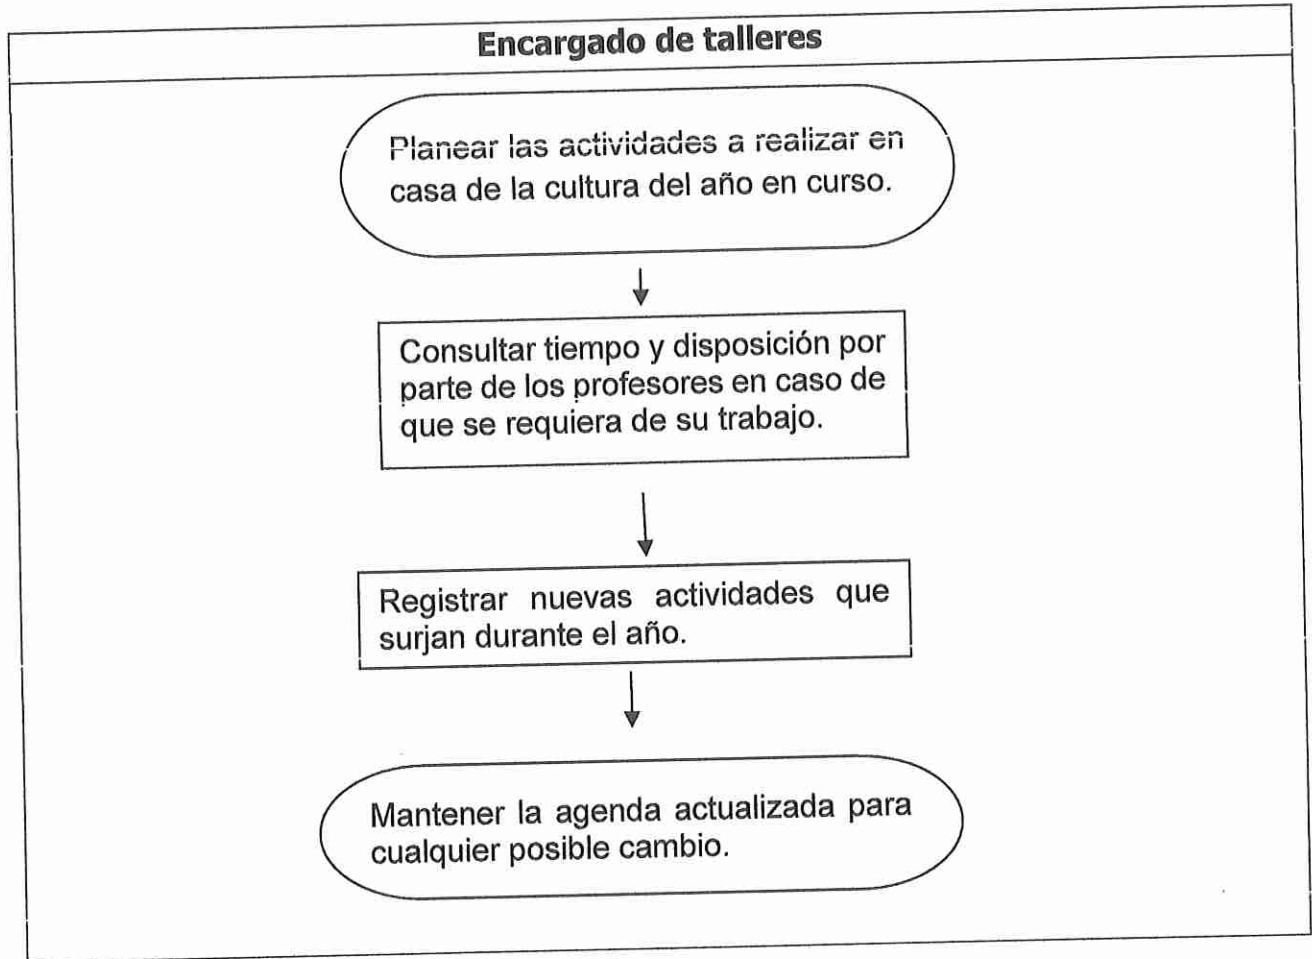 Encargado de talleres
Planear las actividades a realizar en
casa de la cultura del año en curso.
Consultar tiempo y disposición por
parte de los profesores en caso de
que se requiera de su trabajo.
Registrar nuevas actividades que
surjan durante el año.
Mantener la agenda actualizada para
cualquier posible cambio.